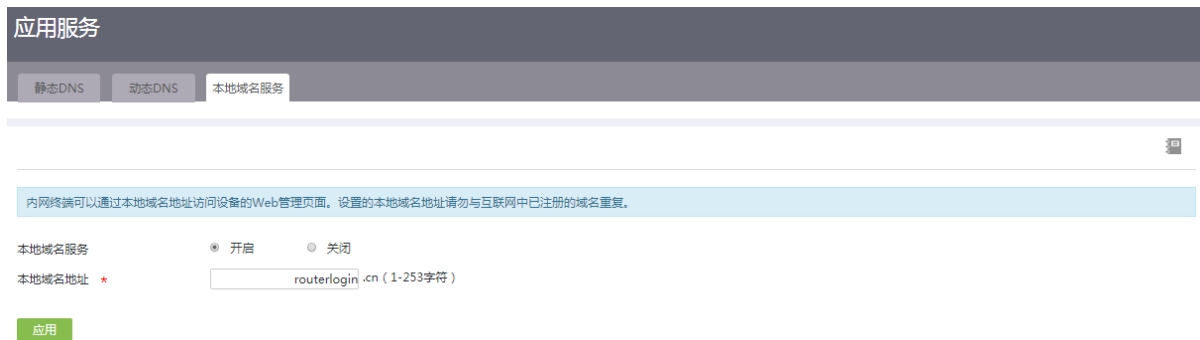 应用服务
静态DNS 动态DNS 本地域名服务
内网终端可以通过本地域名地址访问设备的Web管理页面。设置的本地域名地址请勿与互联网中已注册的域名重复。
本地域名服务 开启 关闭
本地域名地址 * routerlogin .cn（1-253字符）
应用